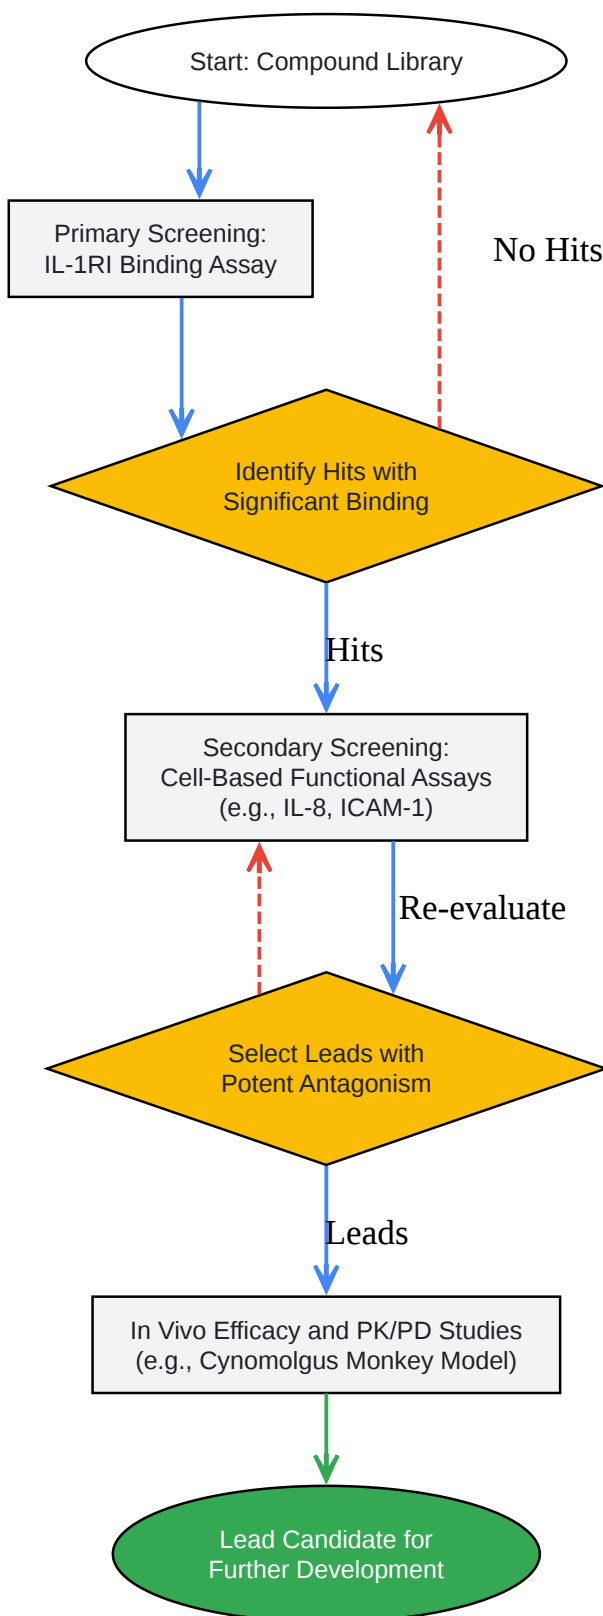 Start: Compound Library
Primary Screening:
IL-1RI Binding Assay
No Hits
Identify Hits with
Significant Binding
Hits
Secondary Screening:
Cell-Based Functional Assays
(e.g., IL-8, ICAM-1)
Re-evaluate
Select Leads with
Potent Antagonism
Leads
In Vivo Efficacy and PK/PD Studies
(e.g., Cynomolgus Monkey Model)
Lead Candidate for
Further Development